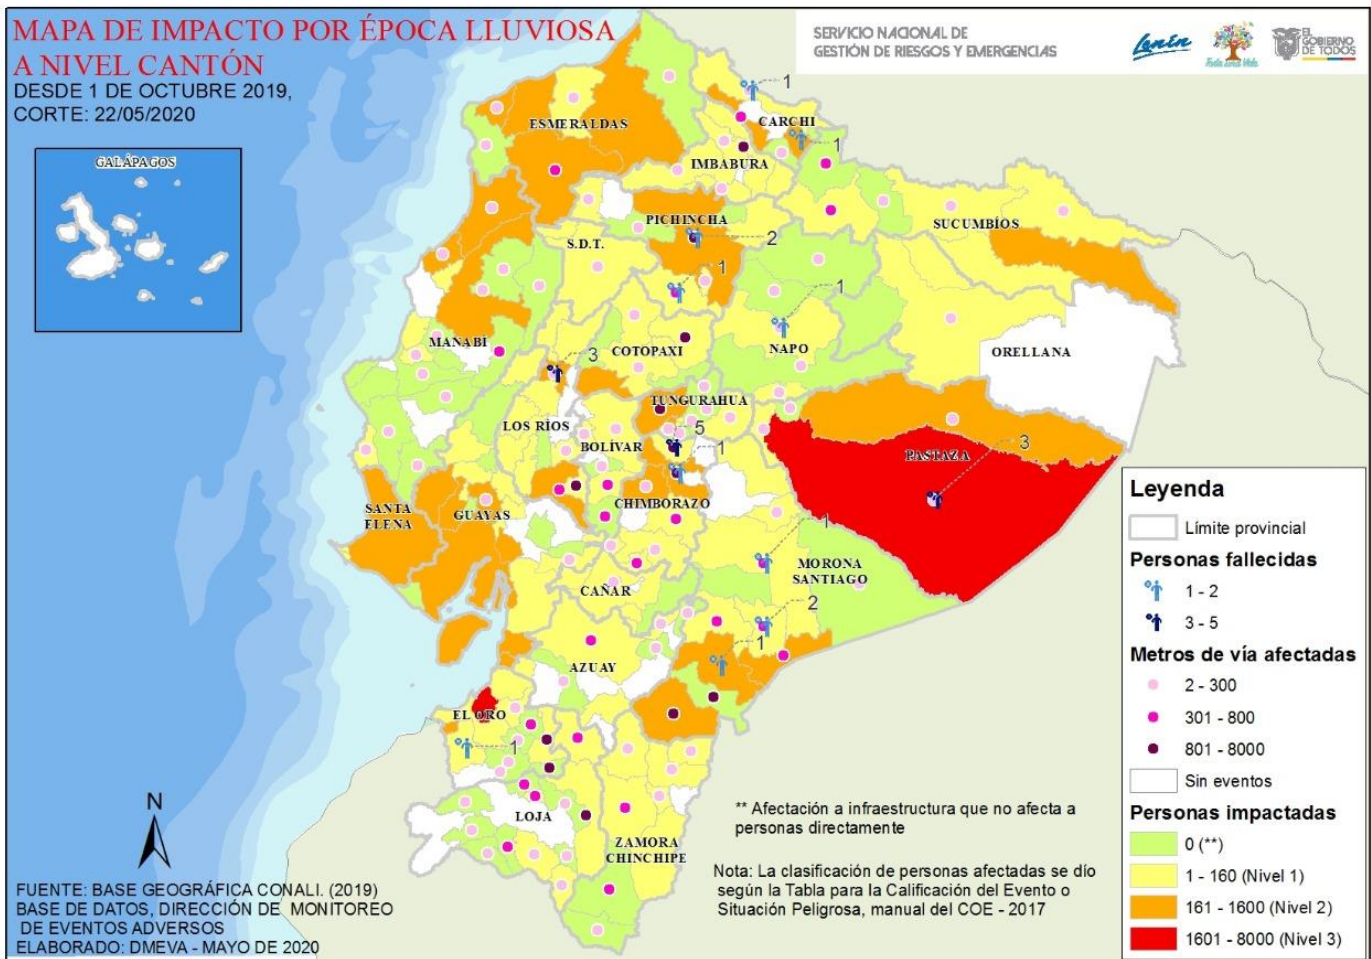 MAPA DE IMPACTO POR ÉPOCA LLUVIOSA
A NIVEL CANTÓN
DESDE 1 DE OCTUBRE 2019,
CORTE: 22/05/2020
SERVICIO NACIONAL DE
GESTIÓN DE RIESGOS Y EMERGENCIAS
Lenín
Toda una Vida
EL
GOBIERNO
DE TODOS
GALÁPAGOS
1
CARCHI
ESMERALDAS
1
IMBABURA
SUCUMBÍOS
PICHINCHA
2
S.D.T.
1
1
MANABÍ
COTOPAXI
NAPO
ORELLANA
3
TUNGURAHUA
LOS RÍOS
5
BOLÍVAR
1
PASTAZA
3
SANTA
ELENA
GUAYAS
CHIMBORAZO
1
MORONA
SANTIAGO
CAÑAR
2
AZUAY
1
EL ORO
1
LOJA
ZAMORA
CHINCHIPE
N
FUENTE: BASE GEOGRÁFICA CONALI. (2019)
BASE DE DATOS, DIRECCIÓN DE MONITOREO
DE EVENTOS ADVERSOS
ELABORADO: DMEVA - MAYO DE 2020
** Afectación a infraestructura que no afecta a
personas directamente
Nota: La clasificación de personas afectadas se dío
según la Tabla para la Calificación del Evento o
Situación Peligrosa, manual del COE - 2017
Leyenda
Límite provincial
Personas fallecidas
1 - 2
3 - 5
Metros de vía afectadas
2 - 300
301 - 800
801 - 8000
Sin eventos
Personas impactadas
0 (**)
1 - 160 (Nivel 1)
161 - 1600 (Nivel 2)
1601 - 8000 (Nivel 3)